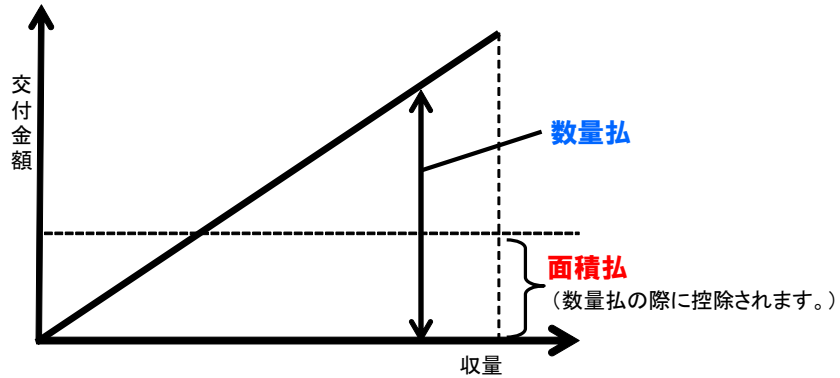 交付金額
数量払
面積払
（数量払の際に控除されます。）
収量